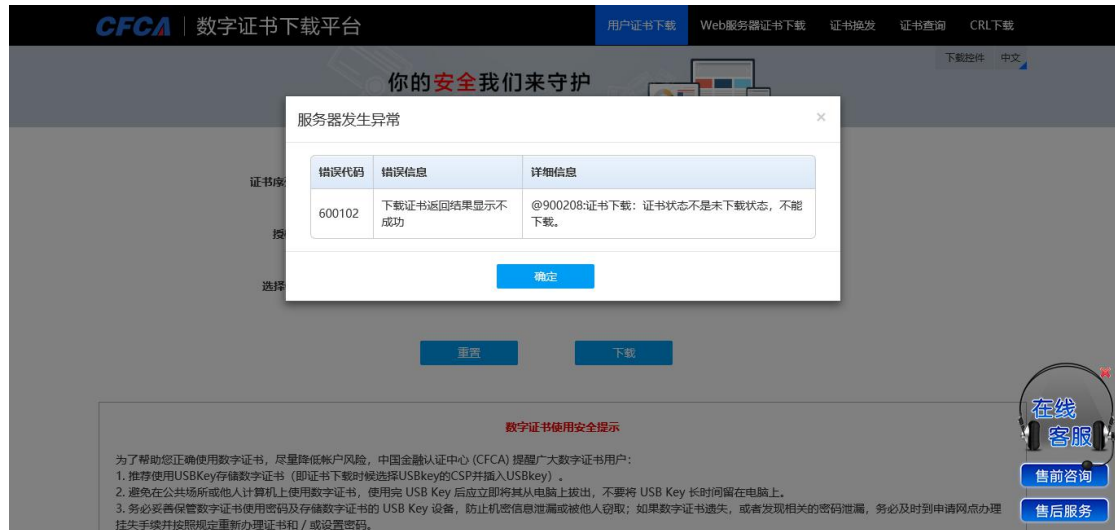 CFCA 数字证书下载平台
用户证书下载 Web服务器证书下载 证书换发 证书查询 CRL下载
下载控件 中文
你的安全我们来守护
服务器发生异常 ×
错误代码 错误信息 详细信息
600102 下载证书返回结果显示不成功 @900208:证书下载：证书状态不是未下载状态，不能下载。
证书序
授
选择
确定
重置 下载
数字证书使用安全提示
为了帮助您正确使用数字证书，尽量降低帐户风险，中国金融认证中心 (CFCA) 提醒广大数字证书用户：
1. 推荐使用USBKey存储数字证书（即证书下载时候选择USBkey的CSP并插入USBkey）。
2. 避免在公共场所或他人计算机上使用数字证书，使用完 USB Key 后应立即将其从电脑上拔出，不要将 USB Key 长时间留在电脑上。
3. 务必妥善保管数字证书使用密码及存储数字证书的 USB Key 设备，防止机密信息泄漏或被他人窃取；如果数字证书遗失，或者发现相关的密码泄漏，务必及时到申请网点办理
挂失手续并按照规定重新办理证书和 / 或设置密码。
在线
客服
售前咨询
售后服务